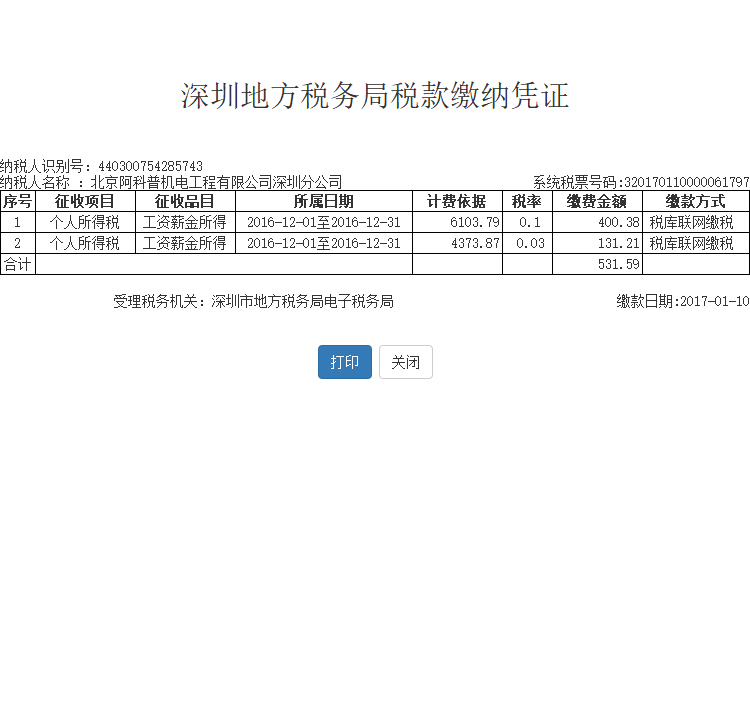 深圳地方税务局税款缴纳凭证
纳税人识别号：440300754285743
纳税人名称 ：北京阿科普机电工程有限公司深圳分公司 系统税票号码:320170110000061797
序号 征收项目 征收品目 所属日期 计费依据 税率 缴费金额 缴款方式
1 个人所得税 工资薪金所得 2016-12-01至2016-12-31 6103.79 0.1 400.38 税库联网缴税
2 个人所得税 工资薪金所得 2016-12-01至2016-12-31 4373.87 0.03 131.21 税库联网缴税
合计 531.59
受理税务机关：深圳市地方税务局电子税务局 缴款日期:2017-01-10
打印 关闭